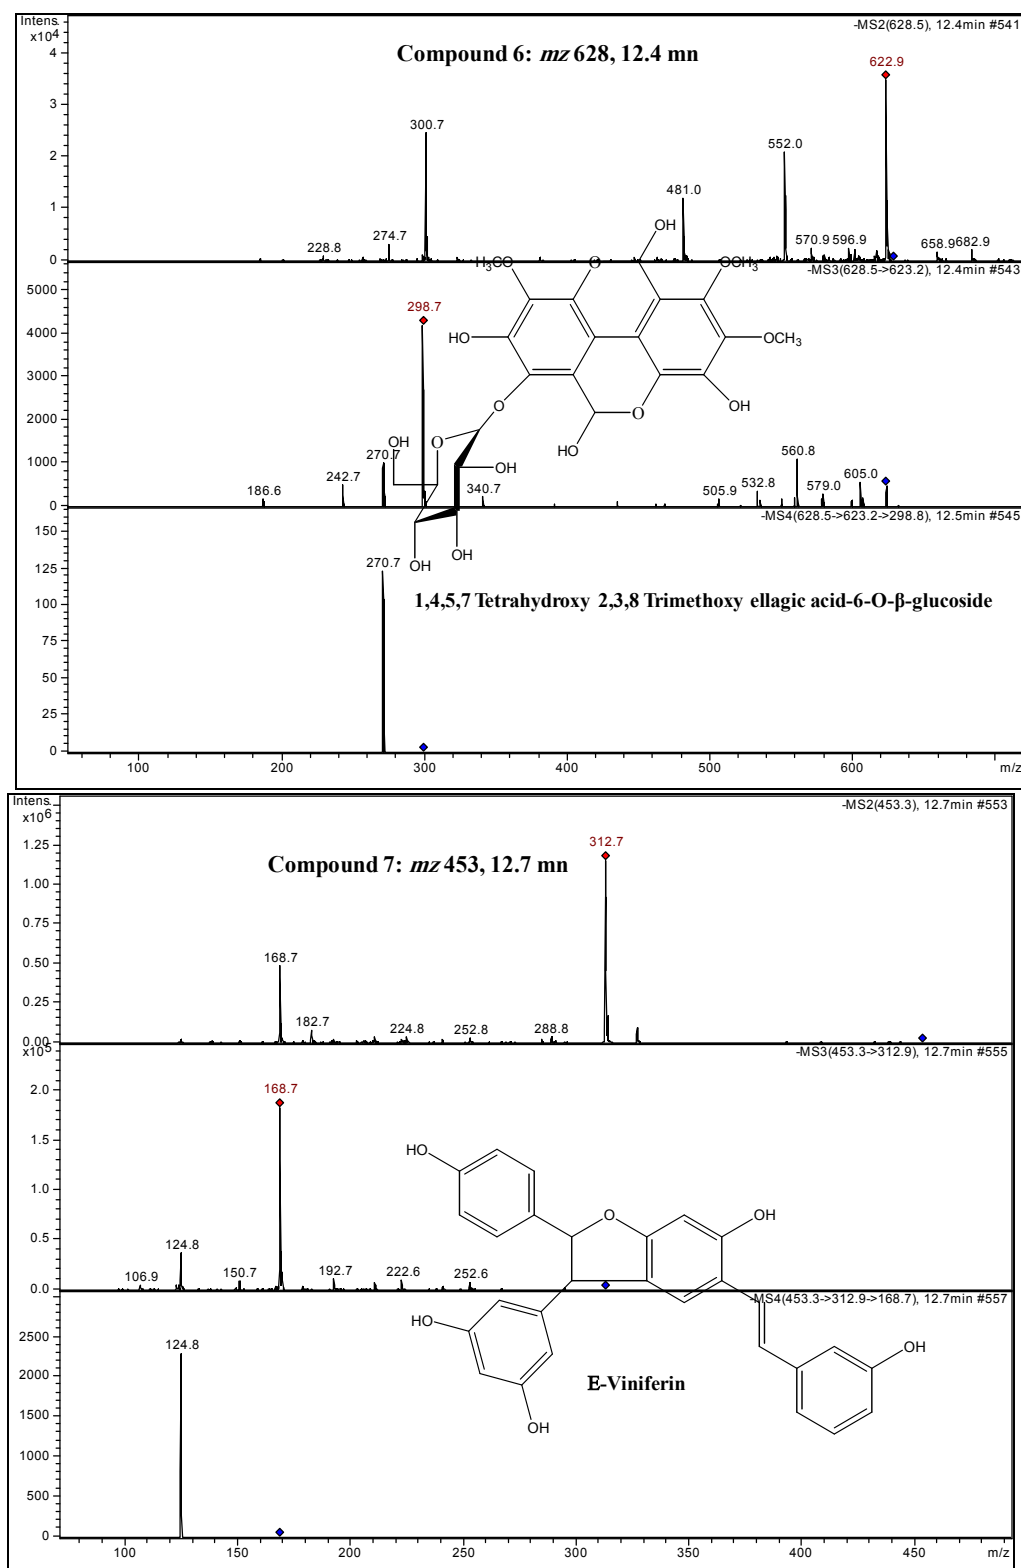 Intens.
x10⁴
-MS2(628.5), 12.4min #541
Compound 6: mz 628, 12.4 mn
4
3
2
1
0
622.9
300.7
552.0
481.0
274.7
228.8
570.9
596.9
658.9
682.9
OH
H₃CO
O
OCH₃
-MS3(628.5->623.2), 12.4min #543
5000
4000
3000
2000
1000
0
298.7
HO
OCH₃
O
O
OH
HO
OH
O
OH
270.7
242.7
186.6
340.7
505.9
532.8
560.8
579.0
605.0
-MS4(628.5->623.2->298.8), 12.5min #545
150
125
100
75
50
25
0
OH
OH
270.7
1,4,5,7 Tetrahydroxy 2,3,8 Trimethoxy ellagic acid-6-O-β-glucoside
100
200
300
400
500
600
m/z
Intens.
x10⁶
-MS2(453.3), 12.7min #553
Compound 7: mz 453, 12.7 mn
1.25
1.00
0.75
0.50
0.25
0.00
312.7
168.7
182.7
224.8
252.8
288.8
x10⁵
-MS3(453.3->312.9), 12.7min #555
2.0
1.5
1.0
0.5
0.0
168.7
124.8
106.9
150.7
192.7
222.6
252.6
HO
O
OH
-MS4(453.3->312.9->168.7), 12.7min #557
2500
2000
1500
1000
500
0
124.8
HO
OH
OH
E-Viniferin
100
150
200
250
300
350
400
450
m/z